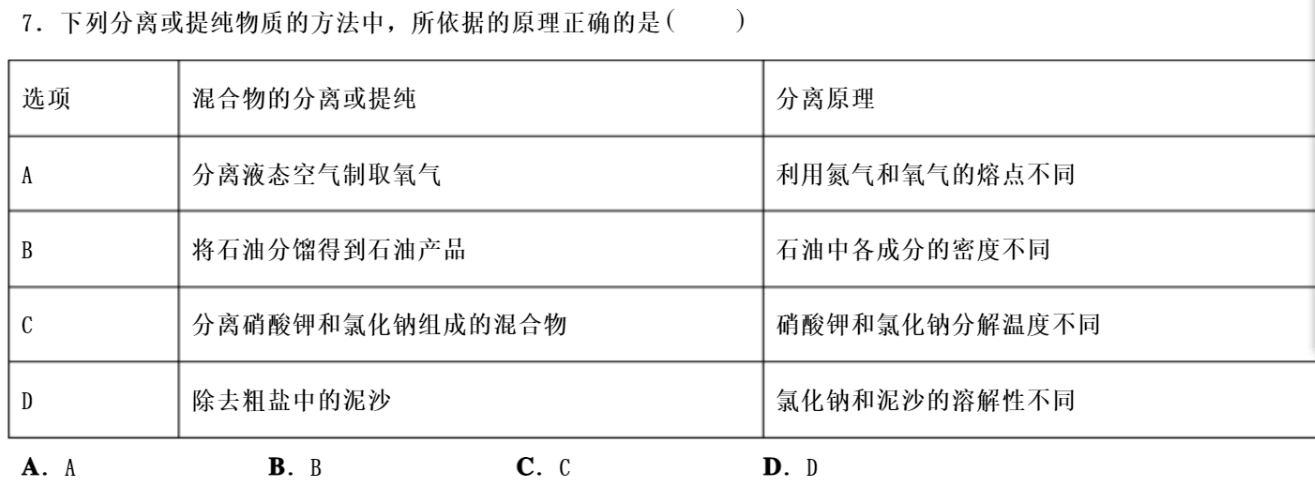 7. 下列分离或提纯物质的方法中，所依据的原理正确的是(　　)
选项 混合物的分离或提纯 分离原理
A 分离液态空气制取氧气 利用氮气和氧气的熔点不同
B 将石油分馏得到石油产品 石油中各成分的密度不同
C 分离硝酸钾和氯化钠组成的混合物 硝酸钾和氯化钠分解温度不同
D 除去粗盐中的泥沙 氯化钠和泥沙的溶解性不同
A. A B. B C. C D. D